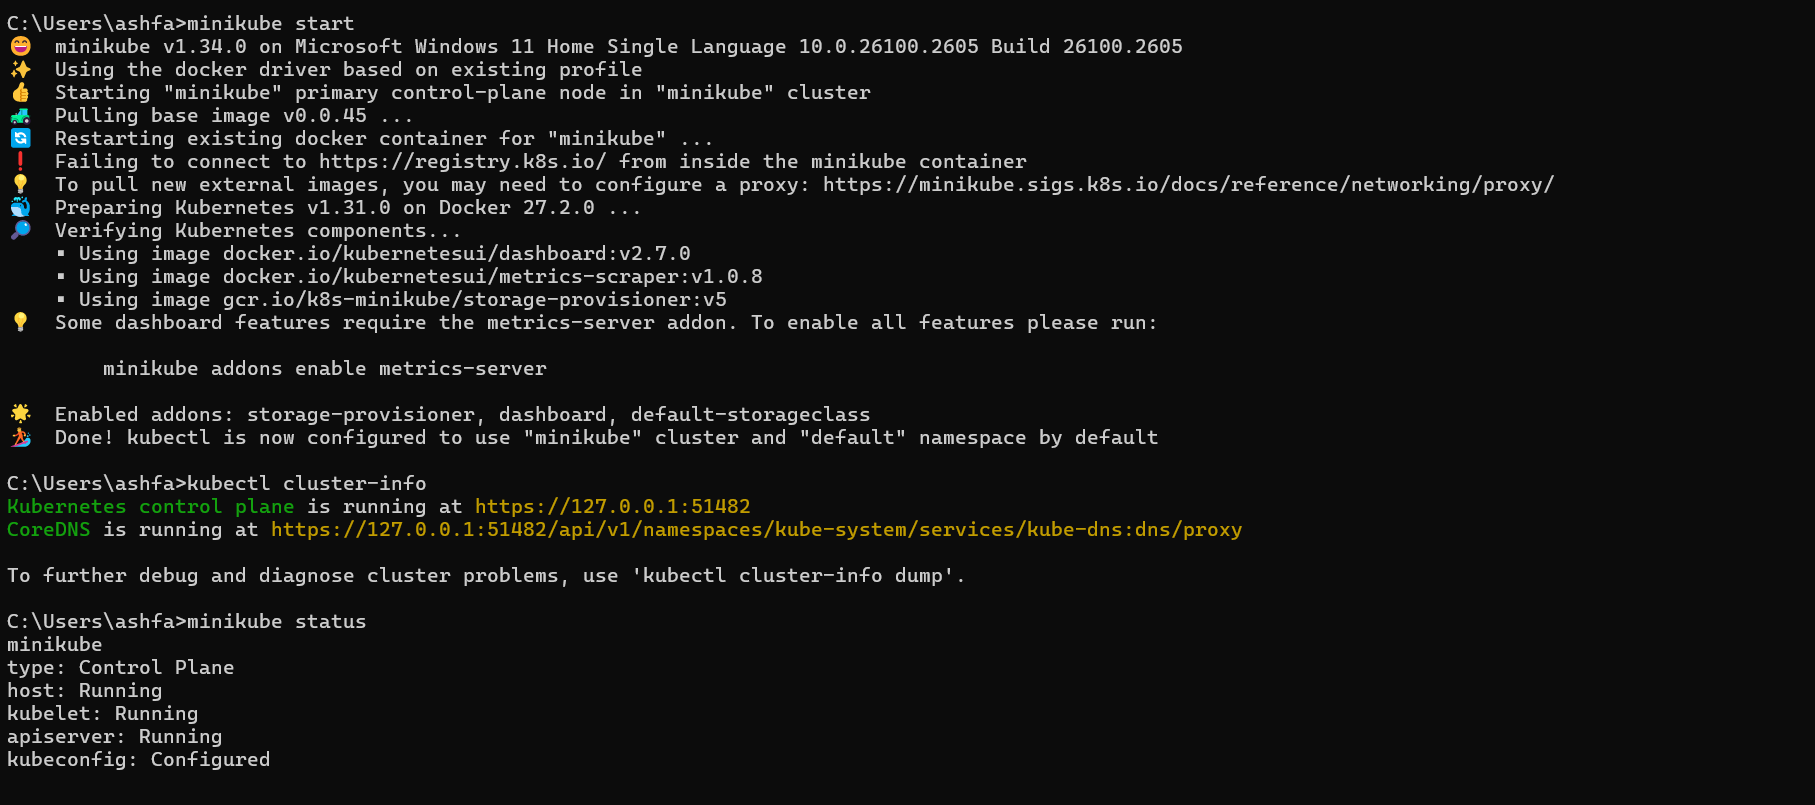 C:\Users\ashfa>minikube start
😄  minikube v1.34.0 on Microsoft Windows 11 Home Single Language 10.0.26100.2605 Build 26100.2605
✨  Using the docker driver based on existing profile
👍  Starting "minikube" primary control-plane node in "minikube" cluster
🚜  Pulling base image v0.0.45 ...
🔄  Restarting existing docker container for "minikube" ...
❗  Failing to connect to https://registry.k8s.io/ from inside the minikube container
💡  To pull new external images, you may need to configure a proxy: https://minikube.sigs.k8s.io/docs/reference/networking/proxy/
🐳  Preparing Kubernetes v1.31.0 on Docker 27.2.0 ...
🔎  Verifying Kubernetes components...
    ▪ Using image docker.io/kubernetesui/dashboard:v2.7.0
    ▪ Using image docker.io/kubernetesui/metrics-scraper:v1.0.8
    ▪ Using image gcr.io/k8s-minikube/storage-provisioner:v5
💡  Some dashboard features require the metrics-server addon. To enable all features please run:
        minikube addons enable metrics-server
🌟  Enabled addons: storage-provisioner, dashboard, default-storageclass
🏄  Done! kubectl is now configured to use "minikube" cluster and "default" namespace by default
C:\Users\ashfa>kubectl cluster-info
Kubernetes control plane is running at https://127.0.0.1:51482
CoreDNS is running at https://127.0.0.1:51482/api/v1/namespaces/kube-system/services/kube-dns:dns/proxy
To further debug and diagnose cluster problems, use 'kubectl cluster-info dump'.
C:\Users\ashfa>minikube status
minikube
type: Control Plane
host: Running
kubelet: Running
apiserver: Running
kubeconfig: Configured